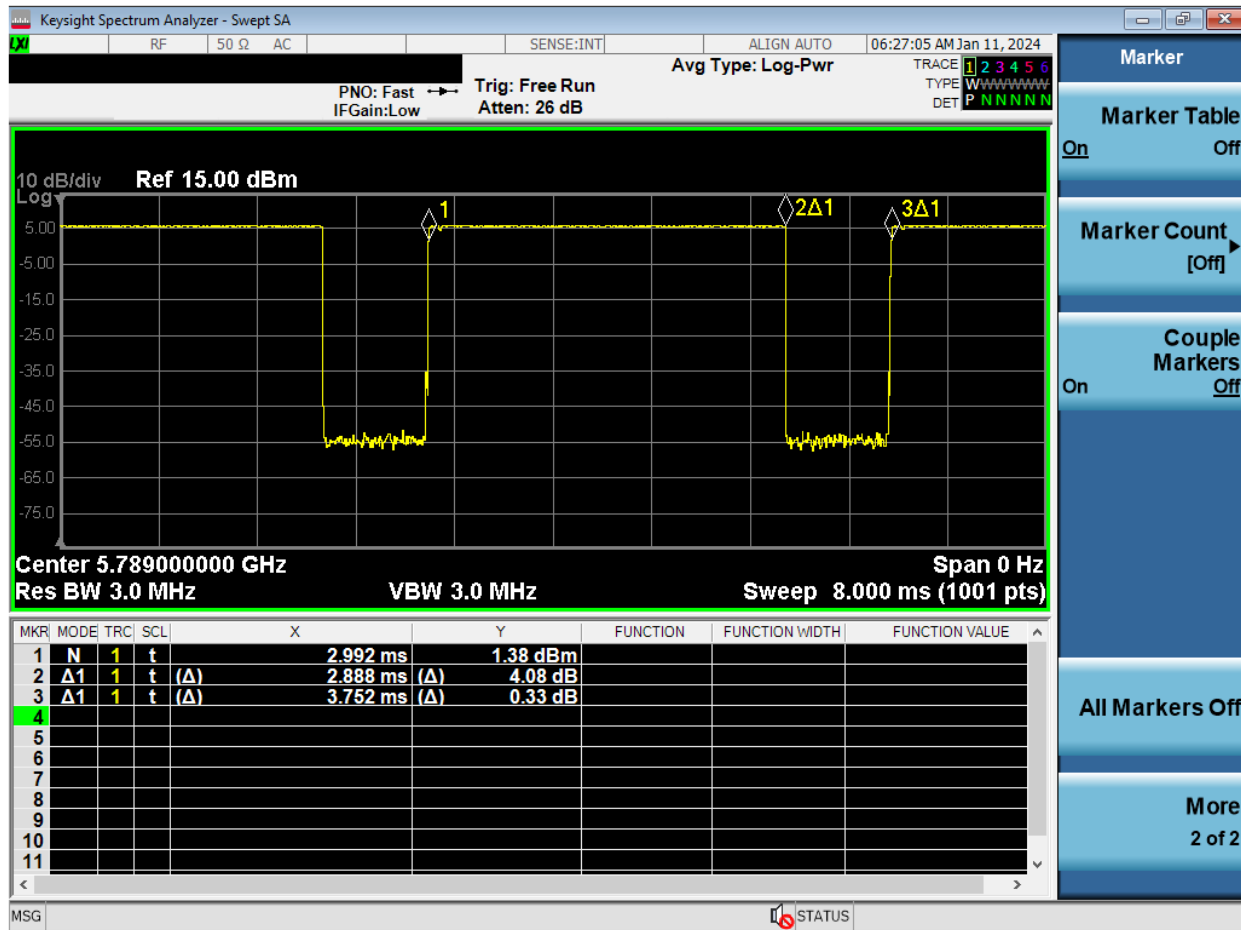 Keysight Spectrum Analyzer - Swept SA
LXI RF 50 Ω AC SENSE:INT ALIGN AUTO 06:27:05 AM Jan 11, 2024
Marker
Avg Type: Log-Pwr TRACE 1 2 3 4 5 6
PNO: Fast Trig: Free Run TYPE W W W W W W
IFGain:Low Atten: 26 dB DET P N N N N N
Marker Table
On Off
10 dB/div Ref 15.00 dBm
Log
1 2Δ1 3Δ1
5.00
-5.00
-15.0
-25.0
-35.0
-45.0
-55.0
-65.0
-75.0
Marker Count
[Off]
Couple
Markers
On Off
Center 5.789000000 GHz Span 0 Hz
Res BW 3.0 MHz VBW 3.0 MHz Sweep 8.000 ms (1001 pts)
MKR MODE TRC SCL X Y FUNCTION FUNCTION WIDTH FUNCTION VALUE
1 N 1 t 2.992 ms 1.38 dBm
2 Δ1 1 t (Δ) 2.888 ms (Δ) 4.08 dB
3 Δ1 1 t (Δ) 3.752 ms (Δ) 0.33 dB
4
5
6
7
8
9
10
11
All Markers Off
More
2 of 2
MSG STATUS